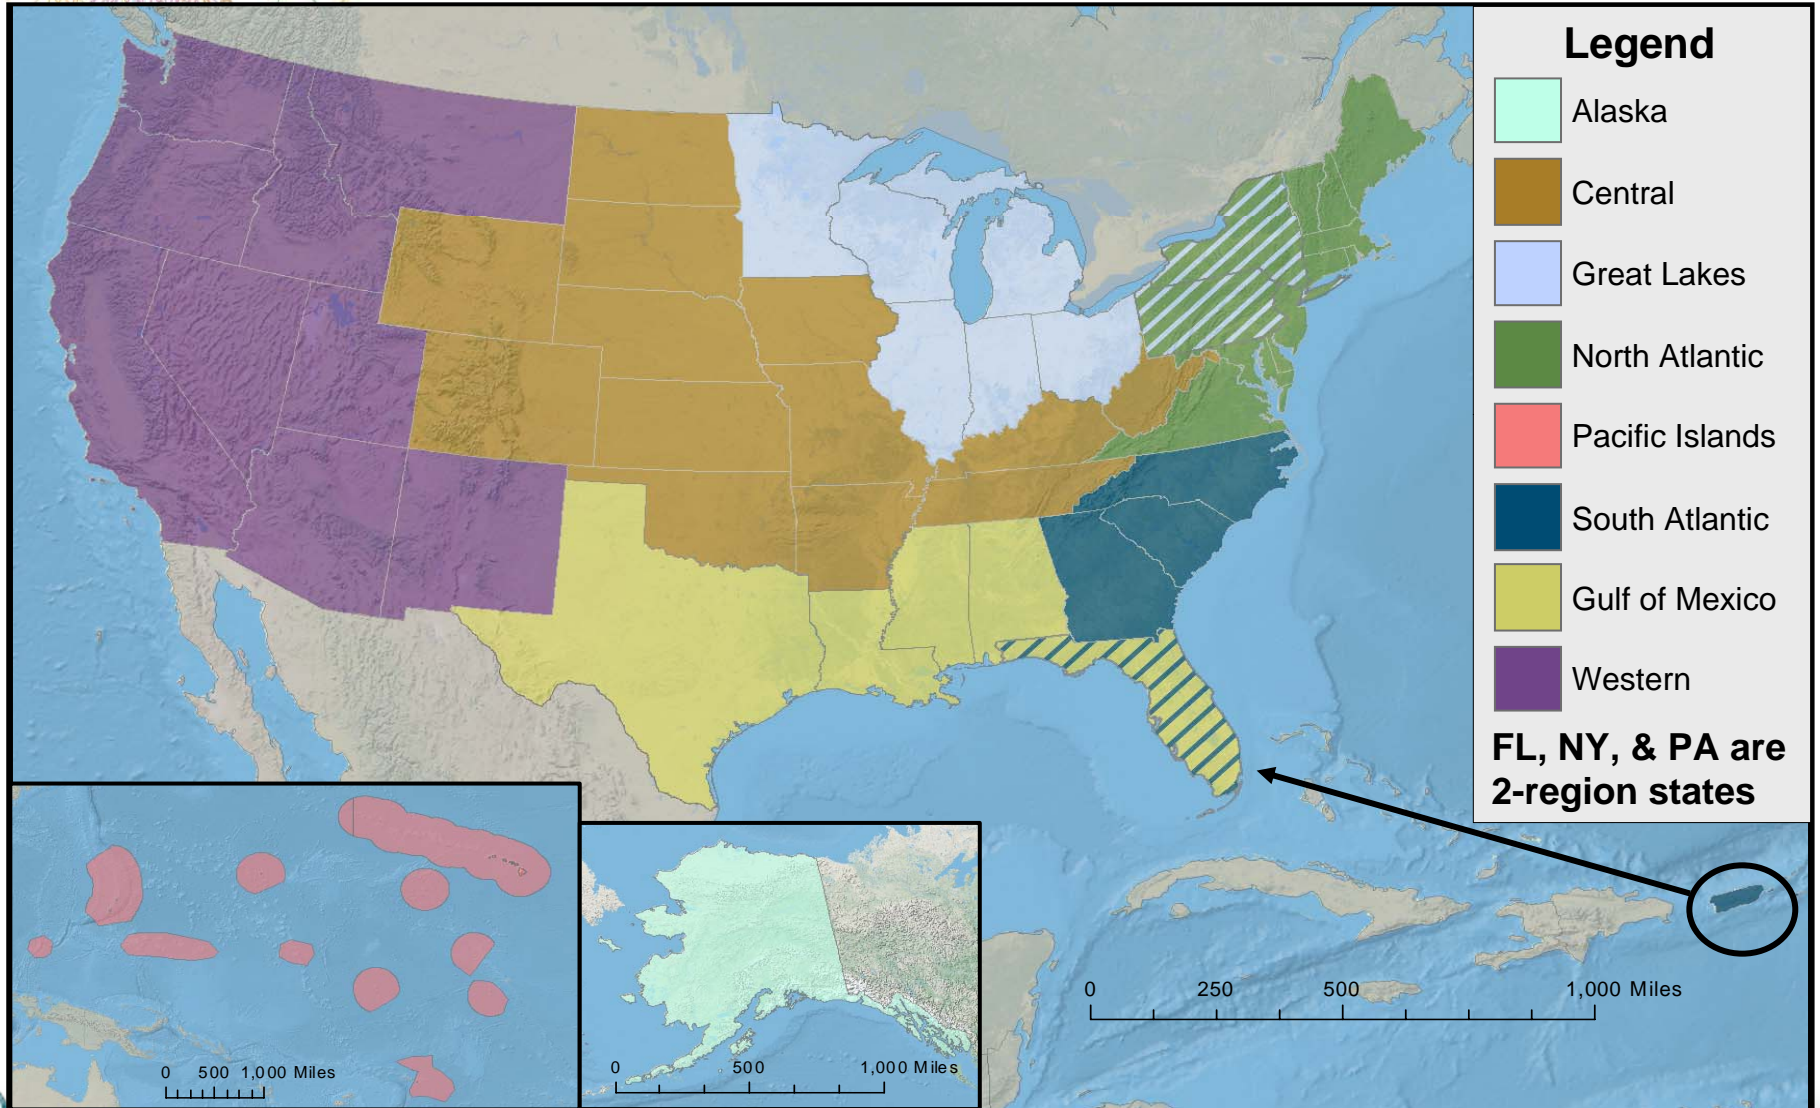 Legend
Alaska
Central
Great Lakes
North Atlantic
Pacific Islands
South Atlantic
Gulf of Mexico
Western
FL, NY, & PA are
2-region states
0 500 1,000 Miles
0 500 1,000 Miles
0 250 500 1,000 Miles